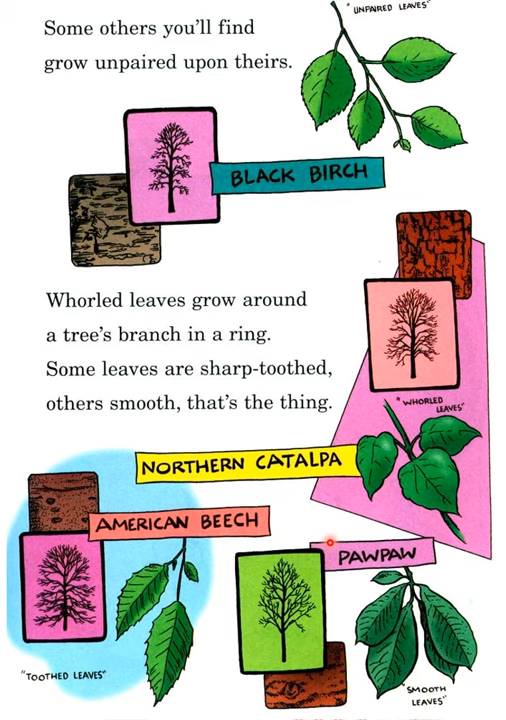 "UNPAIRED LEAVES"
Some others you'll find
grow unpaired upon theirs.
BLACK BIRCH
Whorled leaves grow around
a tree's branch in a ring.
Some leaves are sharp-toothed,
others smooth, that's the thing.
"WHORLED
LEAVES"
NORTHERN CATALPA
AMERICAN BEECH
PAWPAW
"TOOTHED LEAVES"
"SMOOTH
LEAVES"